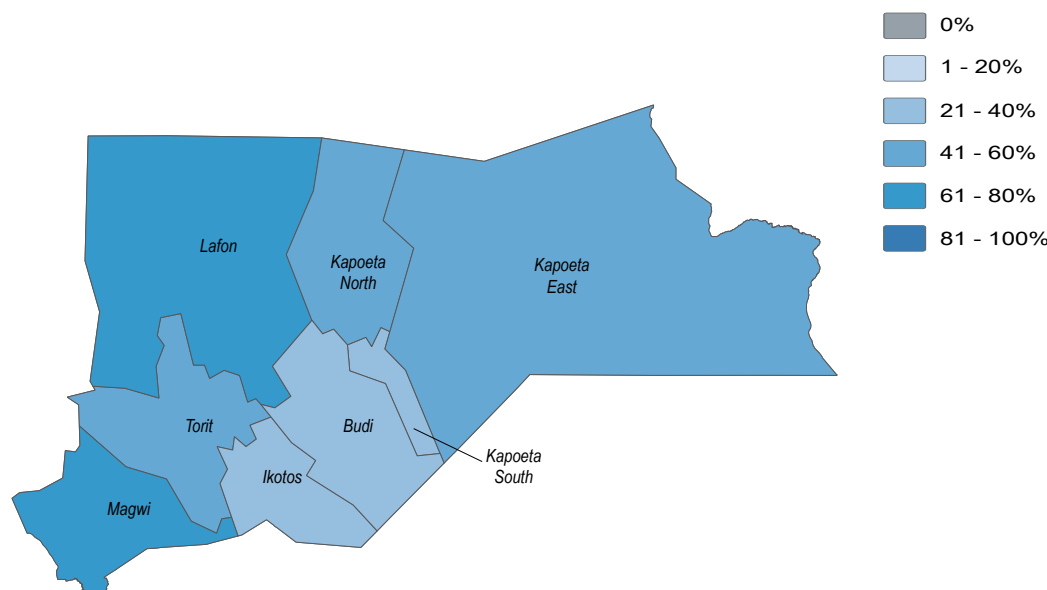 0%
1 - 20%
21 - 40%
41 - 60%
61 - 80%
81 - 100%
Lafon
Kapoeta
North
Kapoeta
East
Torit
Budi
Kapoeta
South
Ikotos
Magwi